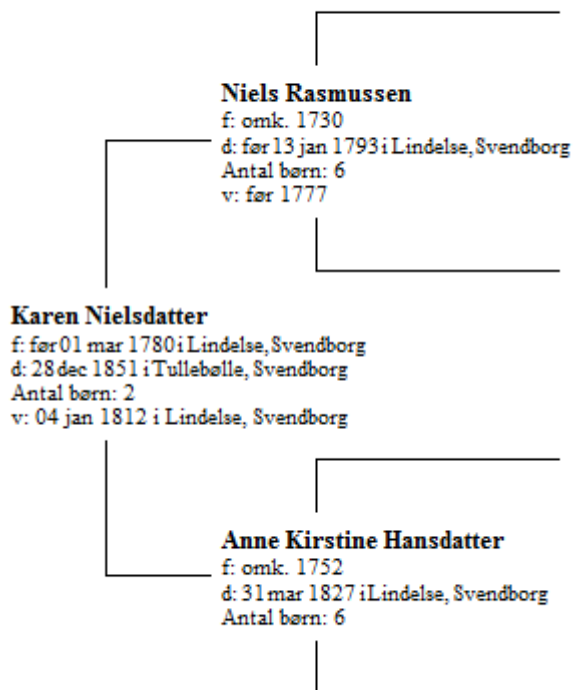 Niels Rasmussen
f: omk. 1730
d: før 13 jan 1793 i Lindelse, Svendborg
Antal børn: 6
v: før 1777
Karen Nielsdatter
f: før 01 mar 1780 i Lindelse, Svendborg
d: 28 dec 1851 i Tullebølle, Svendborg
Antal børn: 2
v: 04 jan 1812 i Lindelse, Svendborg
Anne Kirstine Hansdatter
f: omk. 1752
d: 31 mar 1827 i Lindelse, Svendborg
Antal børn: 6